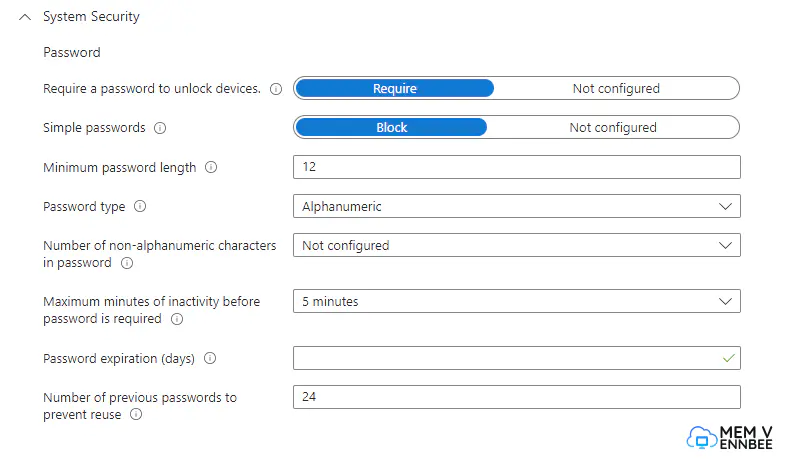 System Security
Password
Require a password to unlock devices.
Require
Not configured
Simple passwords
Block
Not configured
Minimum password length
12
Password type
Alphanumeric
Number of non-alphanumeric characters
in password
Not configured
Maximum minutes of inactivity before
password is required
5 minutes
Password expiration (days)
Number of previous passwords to
prevent reuse
24
MEM V
ENNBEE